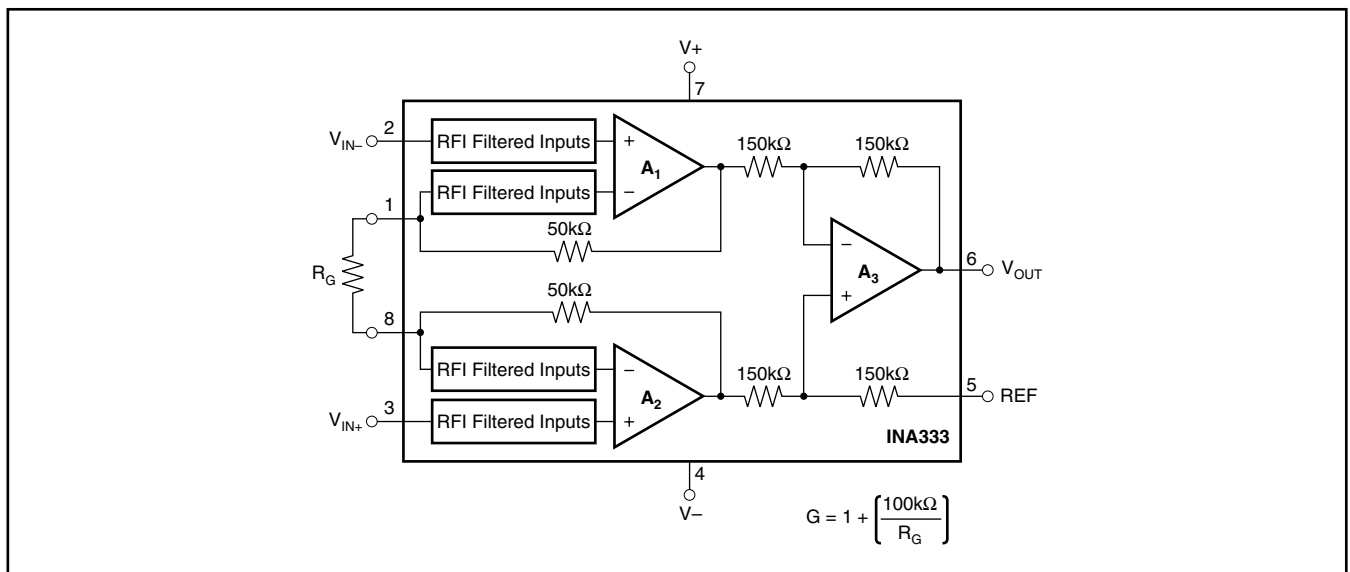 V+
7
V_IN– 2 RFI Filtered Inputs + A_1 150kΩ 150kΩ
1 RFI Filtered Inputs –
50kΩ
R_G
– A_3 + 6 V_OUT
50kΩ
8
RFI Filtered Inputs – A_2 150kΩ 150kΩ 5 REF
V_IN+ 3 RFI Filtered Inputs +
INA333
4
V–
G = 1 + [100kΩ / R_G]